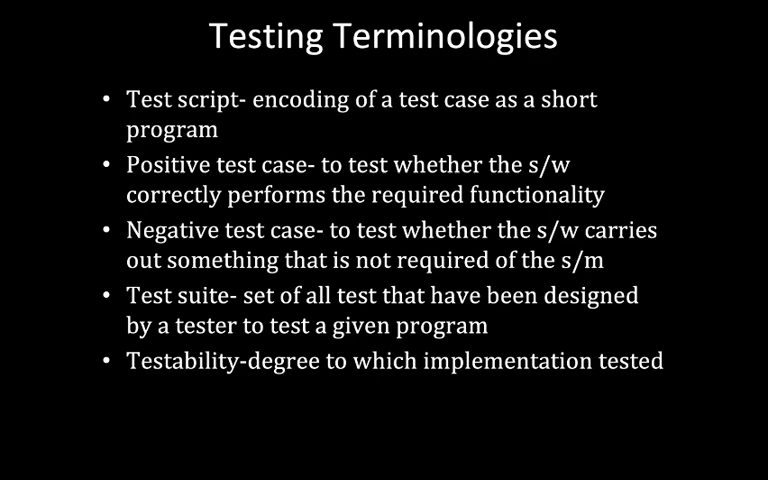 Testing Terminologies
• Test script- encoding of a test case as a short
program
• Positive test case- to test whether the s/w
correctly performs the required functionality
• Negative test case- to test whether the s/w carries
out something that is not required of the s/m
• Test suite- set of all test that have been designed
by a tester to test a given program
• Testability-degree to which implementation tested